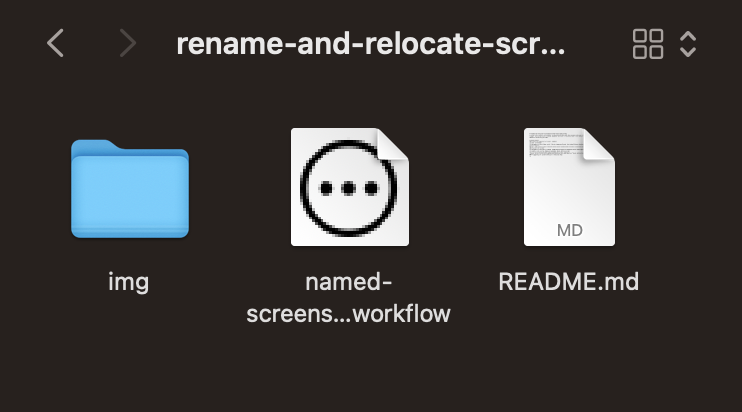 rename-and-relocate-scr...
img
named-
screens...workflow
MD
README.md